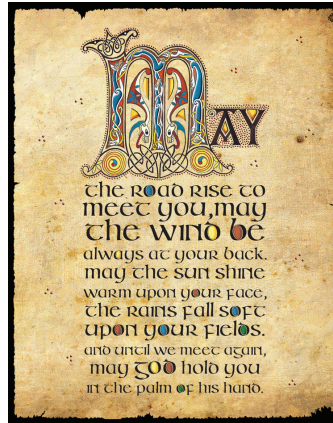 May
the road rise to
meet you, may
the wind be
always at your back.
may the sun shine
warm upon your face,
the rains fall soft
upon your fields.
and until we meet again,
may god hold you
in the palm of his hand.